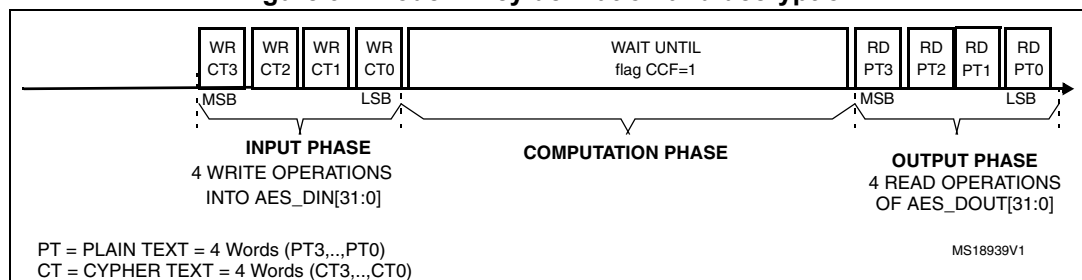 WR CT3
WR CT2
WR CT1
WR CT0
WAIT UNTIL
flag CCF=1
RD PT3
RD PT2
RD PT1
RD PT0
MSB
LSB
MSB
LSB
INPUT PHASE
4 WRITE OPERATIONS
INTO AES_DIN[31:0]
COMPUTATION PHASE
OUTPUT PHASE
4 READ OPERATIONS
OF AES_DOUT[31:0]
PT = PLAIN TEXT = 4 Words (PT3,..,PT0)
CT = CYPHER TEXT = 4 Words (CT3,..,CT0)
MS18939V1